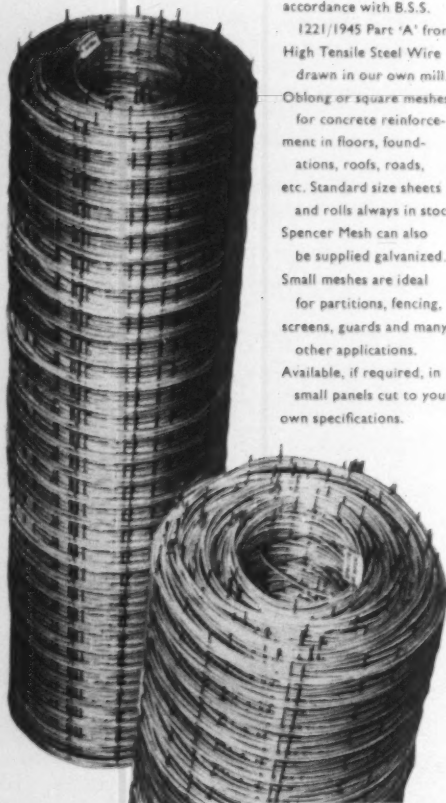 accordance with B.S.S.
1221/1945 Part 'A' from
High Tensile Steel Wire
drawn in our own mill
Oblong or square meshes
for concrete reinforce-
ment in floors, found-
ations, roofs, roads,
etc. Standard size sheets
and rolls always in stoc
Spencer Mesh can also
be supplied galvanized.
Small meshes are ideal
for partitions, fencing,
screens, guards and many
other applications.
Available, if required, in
small panels cut to you
own specifications.